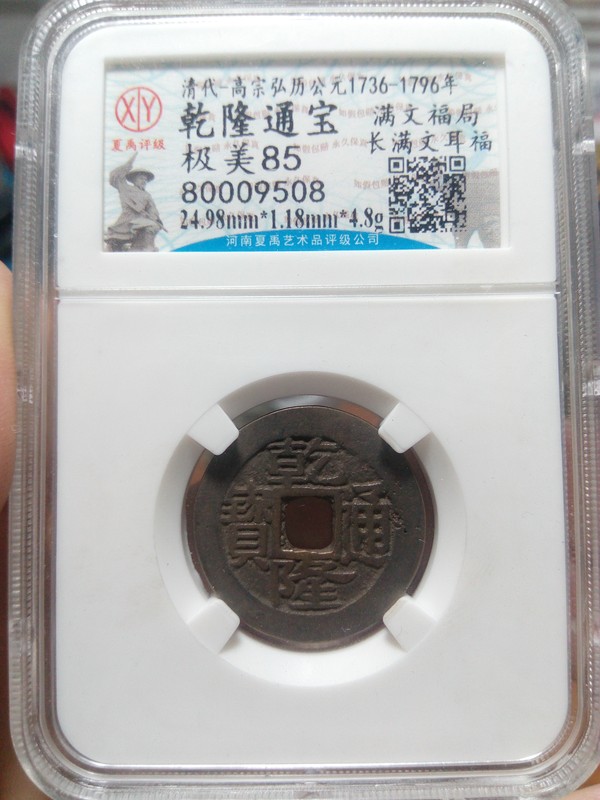 清代-高宗弘历公元1736-1796年
XY
夏禹评级
乾隆通宝
满文福局
长满文耳福
极美85
80009508
24.98mm*1.18mm*4.8g
河南夏禹艺术品评级公司
乾隆通寶